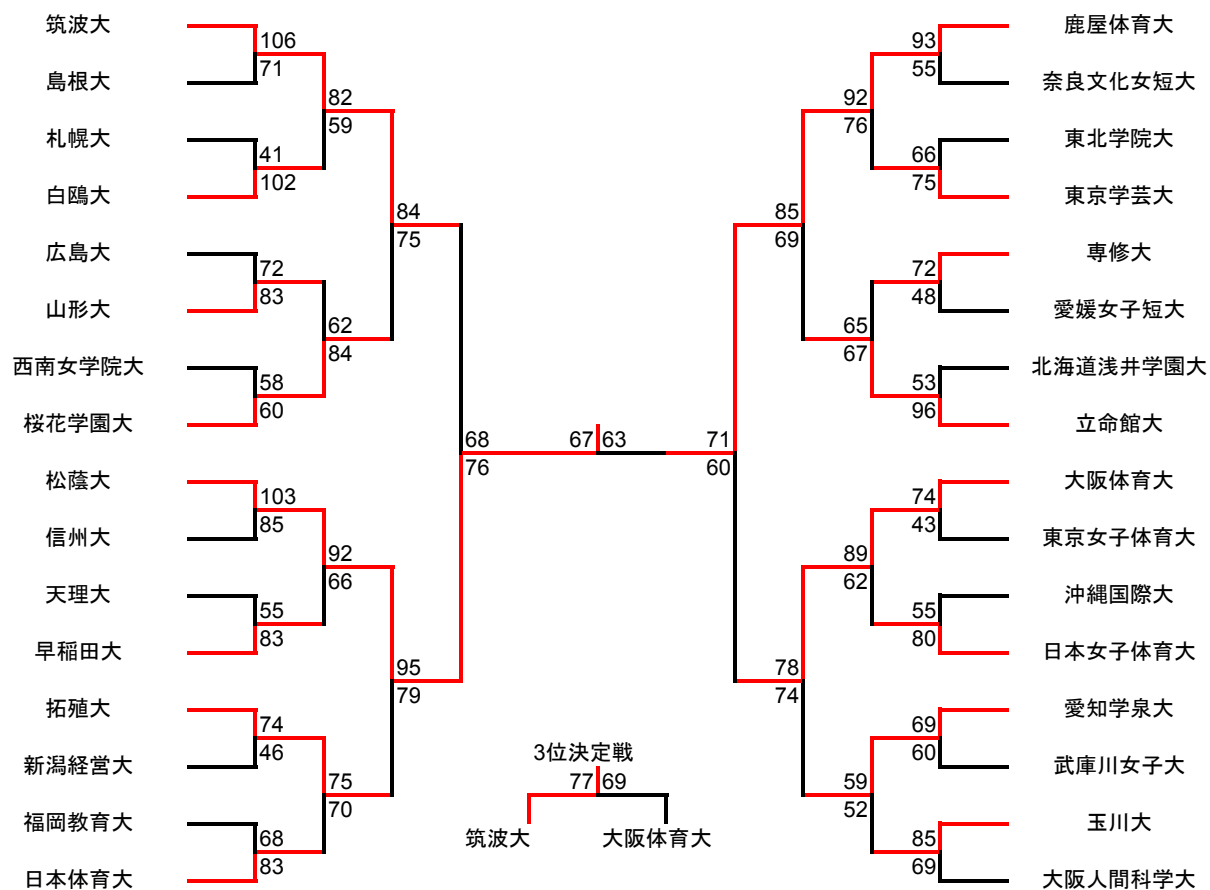 筑波大
106
71
島根大
82
59
札幌大
41
102
白鴎大
84
75
広島大
72
83
山形大
62
84
西南女学院大
58
60
桜花学園大
68
76
松蔭大
103
85
信州大
92
66
天理大
55
83
早稲田大
95
79
拓殖大
74
46
新潟経営大
75
70
福岡教育大
68
83
日本体育大
67 63
3位決定戦
77 69
筑波大 大阪体育大
鹿屋体育大
93
55
奈良文化女短大
92
76
東北学院大
66
75
東京学芸大
85
69
専修大
72
48
愛媛女子短大
65
67
北海道浅井学園大
53
96
立命館大
71
60
大阪体育大
74
43
東京女子体育大
89
62
沖縄国際大
55
80
日本女子体育大
78
74
愛知学泉大
69
60
武庫川女子大
59
52
玉川大
85
69
大阪人間科学大